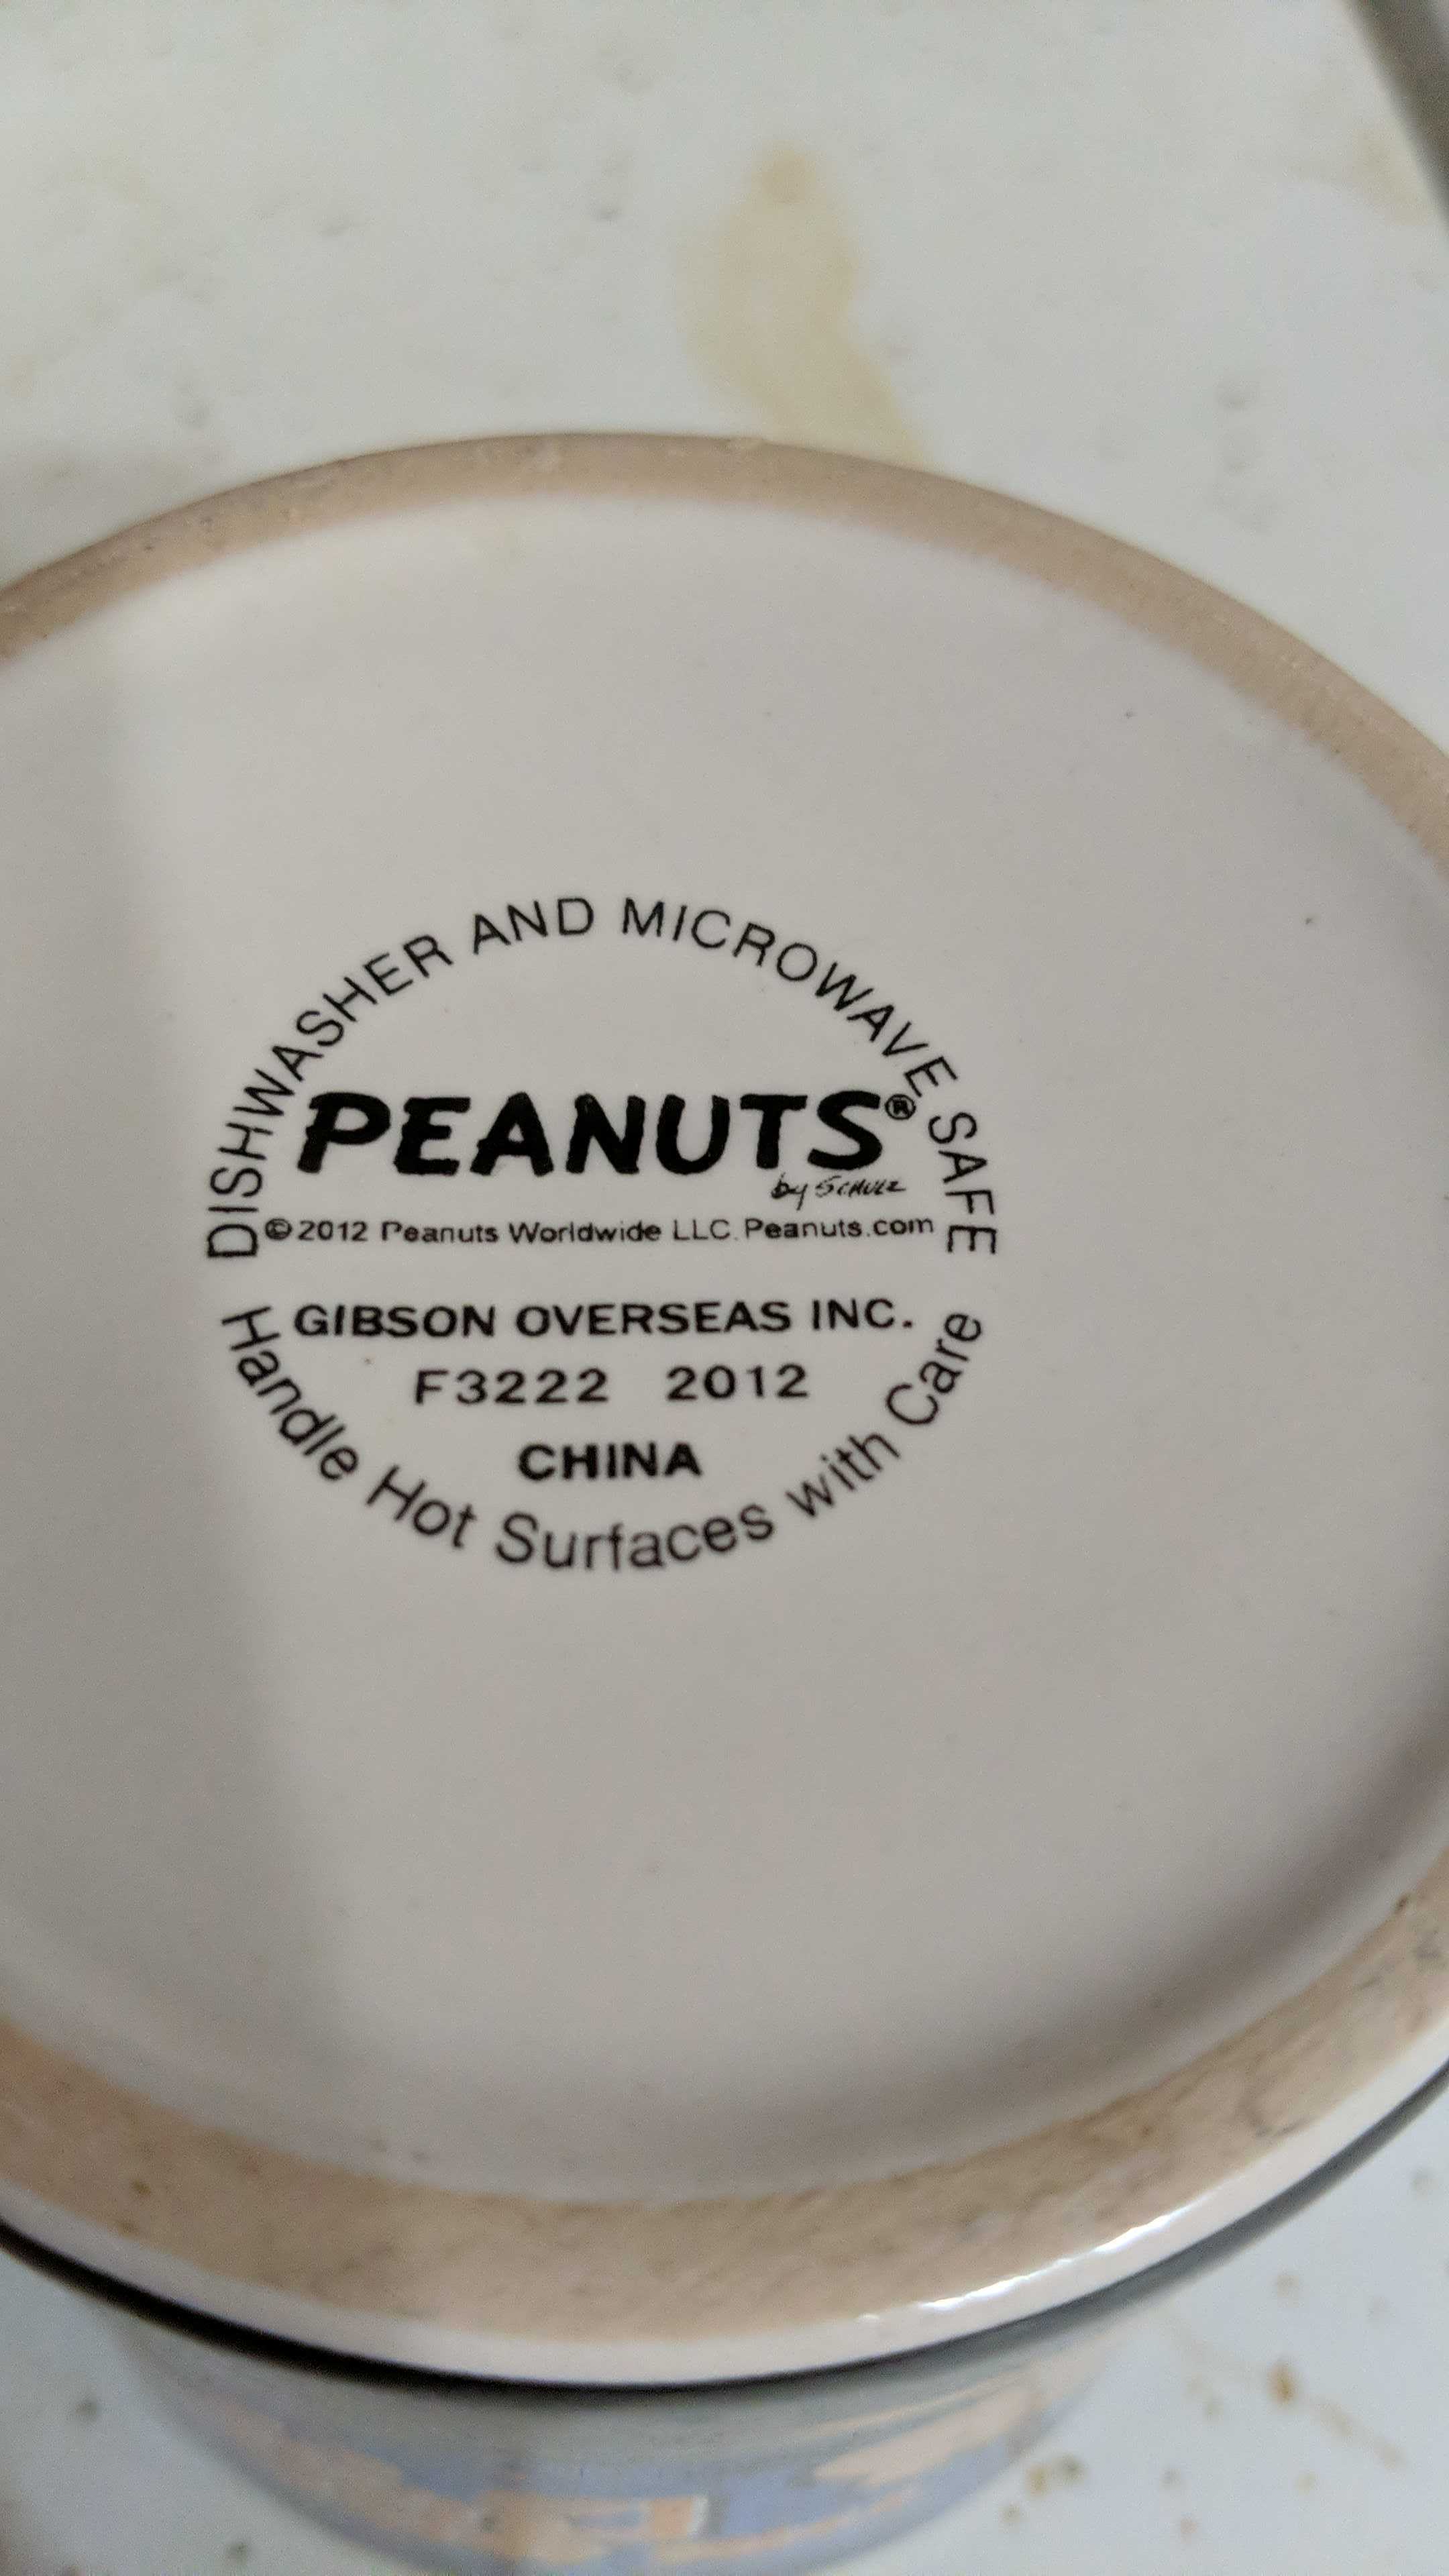 DISHWASHER AND MICROWAVE SAFE
PEANUTS®
by SCHULZ
©2012 Peanuts Worldwide LLC. Peanuts.com
GIBSON OVERSEAS INC.
F3222 2012
CHINA
Handle Hot Surfaces with Care